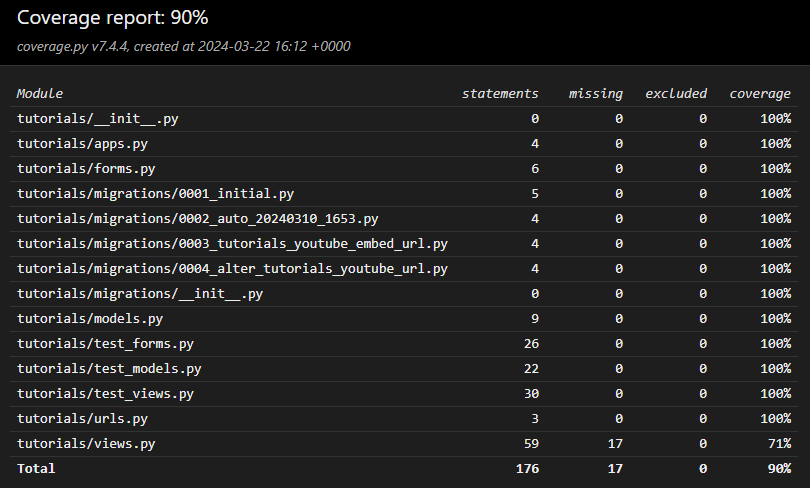 Coverage report: 90%
coverage.py v7.4.4, created at 2024-03-22 16:12 +0000
Module statements missing excluded coverage
tutorials/__init__.py 0 0 0 100%
tutorials/apps.py 4 0 0 100%
tutorials/forms.py 6 0 0 100%
tutorials/migrations/0001_initial.py 5 0 0 100%
tutorials/migrations/0002_auto_20240310_1653.py 4 0 0 100%
tutorials/migrations/0003_tutorials_youtube_embed_url.py 4 0 0 100%
tutorials/migrations/0004_alter_tutorials_youtube_url.py 4 0 0 100%
tutorials/migrations/__init__.py 0 0 0 100%
tutorials/models.py 9 0 0 100%
tutorials/test_forms.py 26 0 0 100%
tutorials/test_models.py 22 0 0 100%
tutorials/test_views.py 30 0 0 100%
tutorials/urls.py 3 0 0 100%
tutorials/views.py 59 17 0 71%
Total 176 17 0 90%